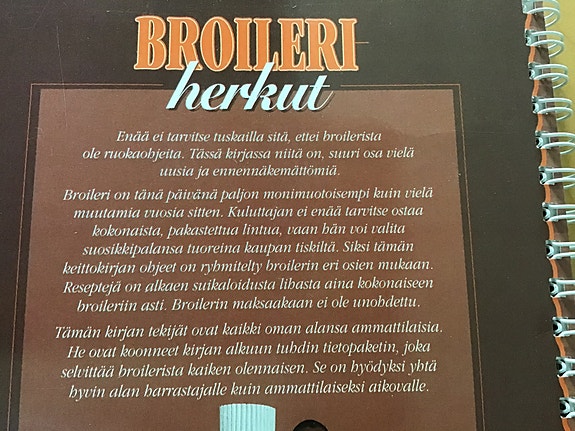 BROILERI
herkut
Enää ei tarvitse tuskailla sitä, ettei broilerista
ole ruokaohjeita. Tässä kirjassa niitä on, suuri osa vielä
uusia ja ennennäkemättömiä.
Broileri on tänä päivänä paljon monimuotoisempi kuin vielä
muutamia vuosia sitten. Kuluttajan ei enää tarvitse ostaa
kokonaista, pakastettua lintua, vaan hän voi valita
suosikkipalansa tuoreina kaupan tiskiltä. Siksi tämän
keittokirjan ohjeet on ryhmitelty broilerin eri osien mukaan.
Reseptejä on alkaen suikaloidusta lihasta aina kokonaiseen
broileriin asti. Broilerin maksaakaan ei ole unohdettu.
Tämän kirjan tekijät ovat kaikki oman alansa ammattilaisia.
He ovat koonneet kirjan alkuun tuhdin tietopaketin, joka
selvittää broilerista kaiken olennaisen. Se on hyödyksi yhtä
hyvin alan harrastajalle kuin ammattilaiseksi aikovalle.